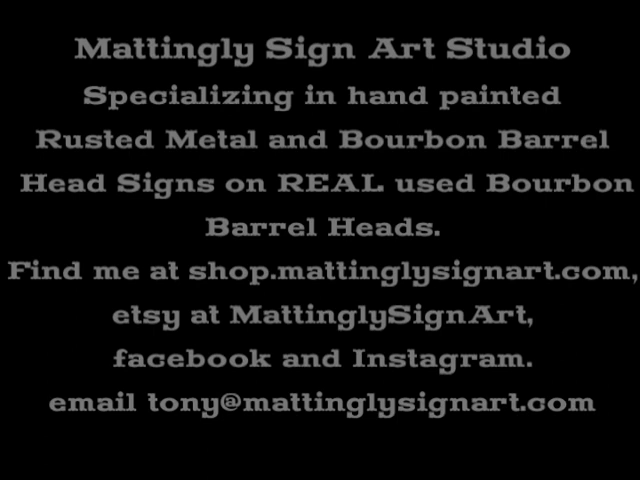 Mattingly Sign Art Studio
Specializing in hand painted
Rusted Metal and Bourbon Barrel
Head Signs on REAL used Bourbon
Barrel Heads.
Find me at shop.mattinglysignart.com,
etsy at MattinglySignArt,
facebook and Instagram.
email tony@mattinglysignart.com